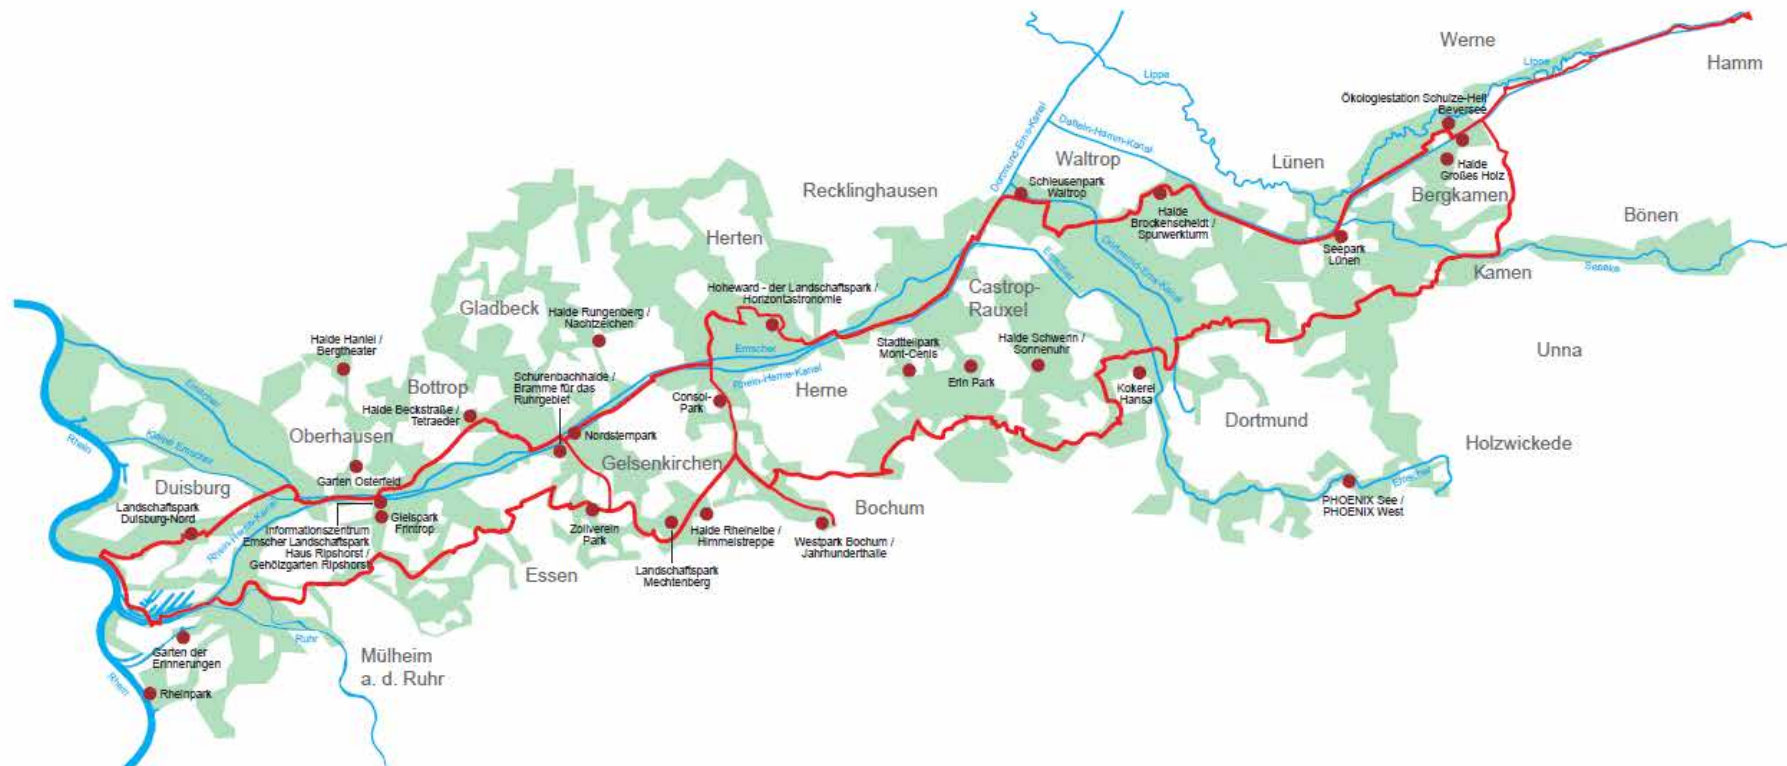 Werne
Hamm
Lippe
Lippe
Ökologiestation Schulze-Heil
Beversee
Dortmund-Ems-Kanal
Datteln-Hamm-Kanal
Waltrop
Lünen
Halde
Großes Holz
Recklinghausen
Schleusenpark
Waltrop
Bergkamen
Halde
Brockenscheidt /
Spurwerkturm
Bönen
Herten
Seepark
Lünen
Emscher
Dortmund-Ems-Kanal
Kamen
Seseke
Hoheward - der Landschaftspark /
Horizontastronomie
Castrop-
Rauxel
Gladbeck
Halde Rungenberg /
Nachtzeichen
Halde Haniel /
Bergtheater
Stadtteilpark
Mont-Cenis
Halde Schwerin /
Sonnenuhr
Unna
Emscher
Rhein-Herne-Kanal
Schurenbachhalde /
Bramme für das
Ruhrgebiet
Bottrop
Herne
Erin Park
Kokerei
Hansa
Emscher
Consol-
Park
Halde Beckstraße /
Tetraeder
Dortmund
Oberhausen
Nordsternpark
Holzwickede
Rhein
Kleine Emscher
Gelsenkirchen
Garten Osterfeld
Emscher
Duisburg
Landschaftspark
Duisburg-Nord
Bochum
PHOENIX See /
PHOENIX West
Rhein-Herne-Kanal
Informationszentrum
Emscher Landschaftspark
Haus Ripshorst /
Gehölzgarten Ripshorst
Gleispark
Frintrop
Zollverein
Park
Halde Rheinelbe /
Himmelstreppe
Westpark Bochum /
Jahrhunderthalle
Essen
Landschaftspark
Mechtenberg
Ruhr
Garten der
Erinnerungen
Mülheim
a. d. Ruhr
Rhein
Rheinpark